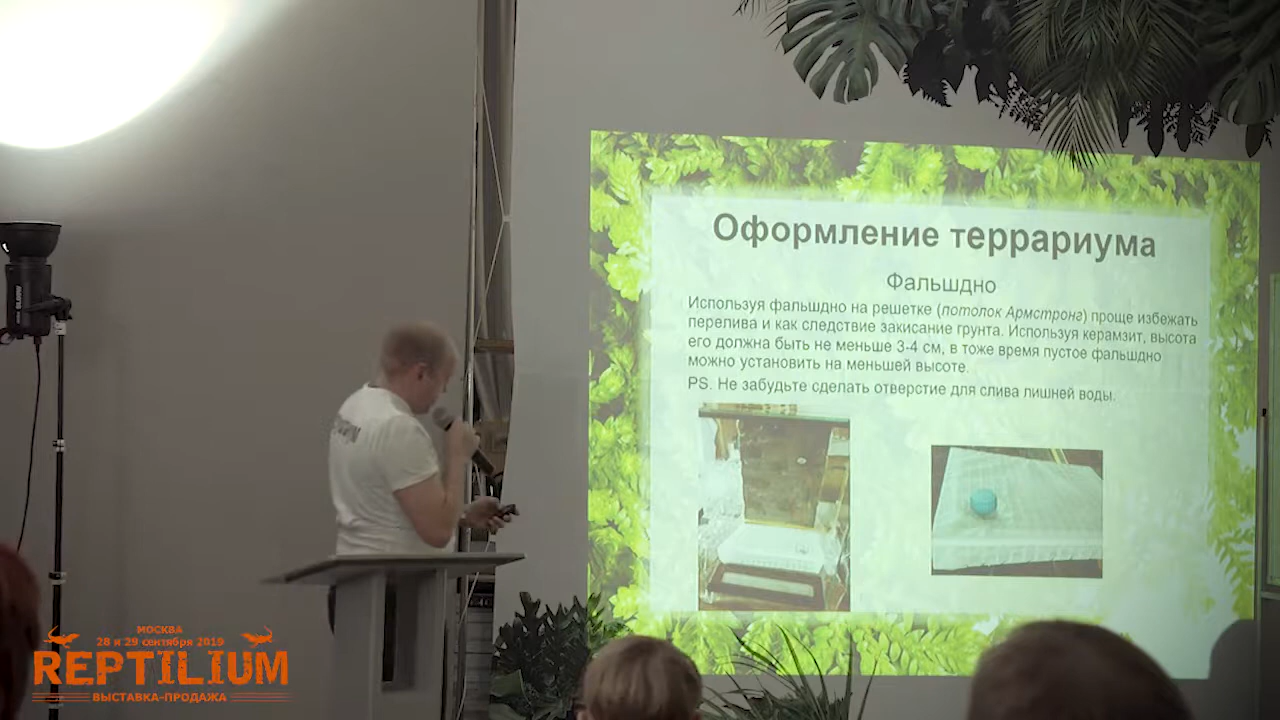 Оформление террариума
Фальшдно
Используя фальшдно на решетке (потолок Армстронг) проще избежать
перелива и как следствие закисание грунта. Используя керамзит, высота
его должна быть не меньше 3-4 см, в тоже время пустое фальшдно
можно установить на меньшей высоте.
PS. Не забудьте сделать отверстие для слива лишней воды.
МОСКВА
28 и 29 сентября 2019
REPTILIUM
ВЫСТАВКА-ПРОДАЖА